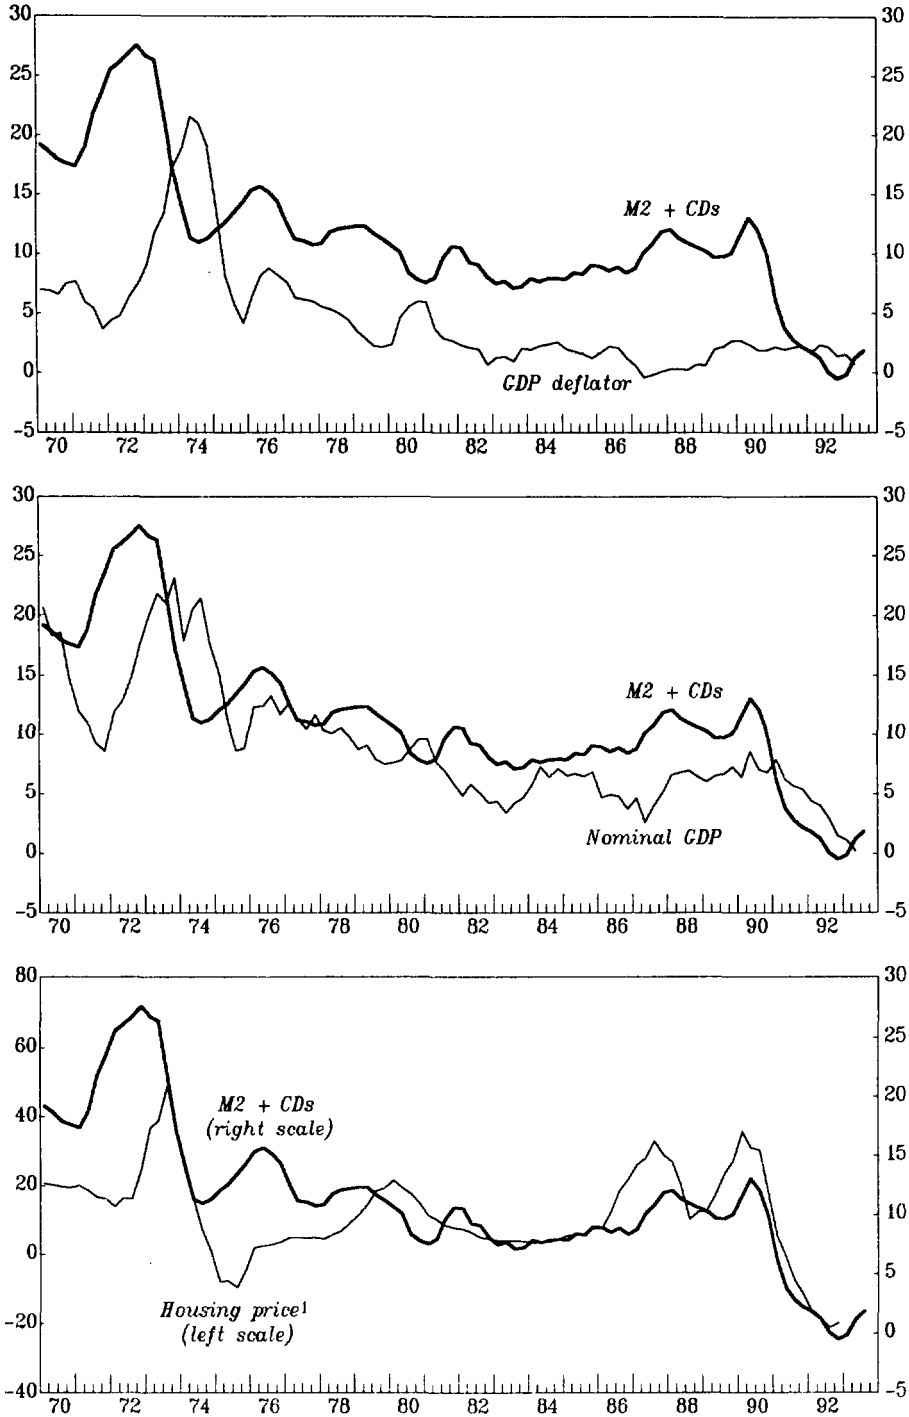 30 30
25 25
20 20
15 15
M2 + CDs
10 10
5 5
0 0
GDP deflator
-5 -5
70 72 74 76 78 80 82 84 86 88 90 92
30 30
25 25
20 20
15 15
M2 + CDs
10 10
5 5
Nominal GDP
0 0
-5 -5
70 72 74 76 78 80 82 84 86 88 90 92
80 30
25
60
20
40
M2 + CDs
(right scale)
15
20
10
0
5
Housing price¹
(left scale)
-20
0
-40 -5
70 72 74 76 78 80 82 84 86 88 90 92